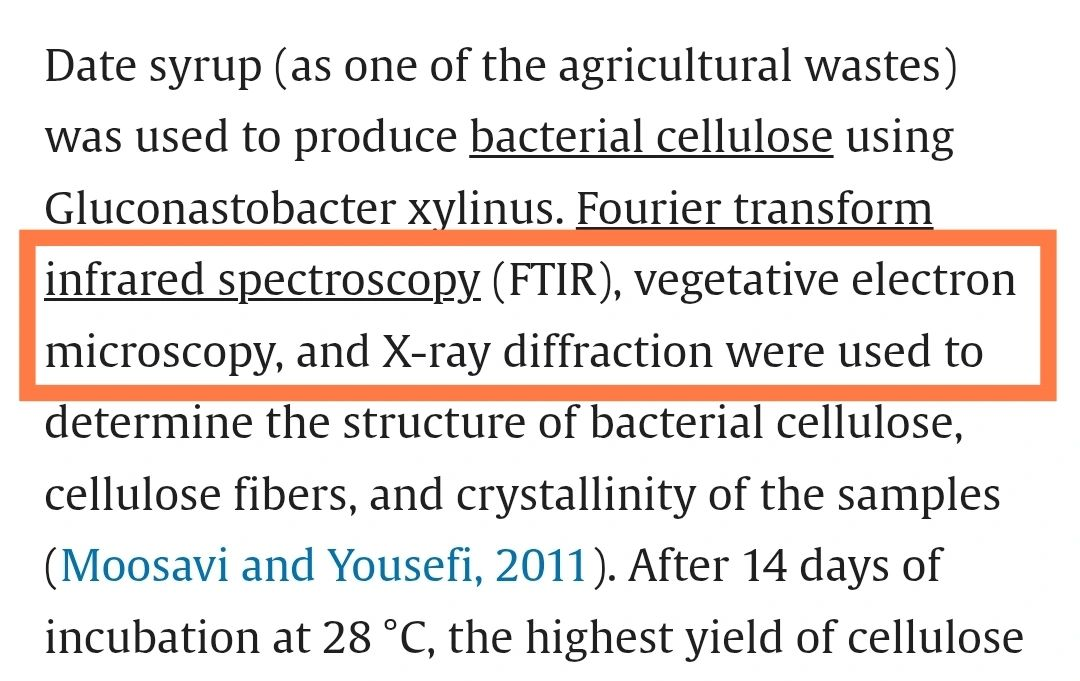 Date syrup (as one of the agricultural wastes)
was used to produce bacterial cellulose using
Gluconastobacter xylinus. Fourier transform
infrared spectroscopy (FTIR), vegetative electron
microscopy, and X-ray diffraction were used to
determine the structure of bacterial cellulose,
cellulose fibers, and crystallinity of the samples
(Moosavi and Yousefi, 2011). After 14 days of
incubation at 28 °C, the highest yield of cellulose